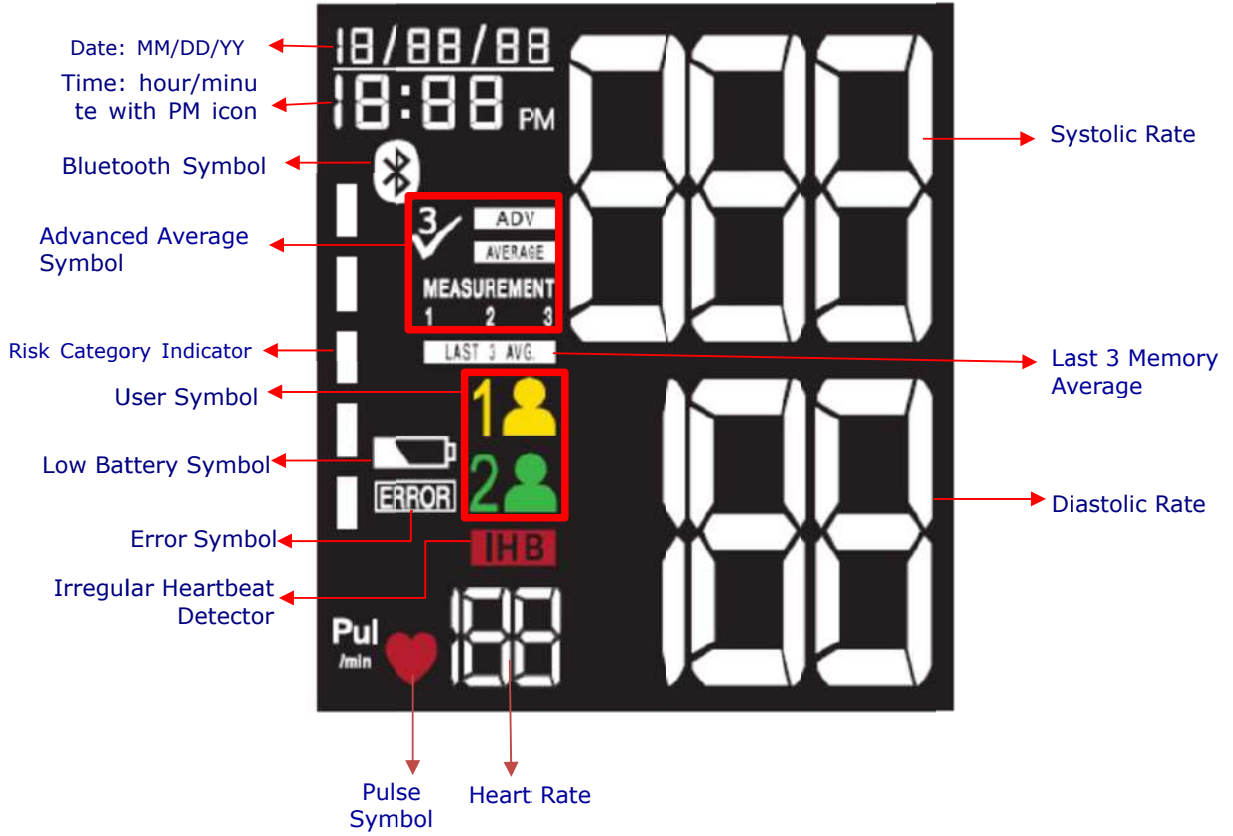 Date: MM/DD/YY
18/88/88
Time: hour/minu
te with PM icon
18:88 PM
Bluetooth Symbol
188
Systolic Rate
Advanced Average
Symbol
3
ADV
AVERAGE
MEASUREMENT
1 2 3
Risk Category Indicator
LAST 3 AVG.
Last 3 Memory
Average
User Symbol
1
Low Battery Symbol
2
ERROR
188
Diastolic Rate
Error Symbol
IHB
Irregular Heartbeat
Detector
Pul
/min
188
Pulse
Symbol
Heart Rate